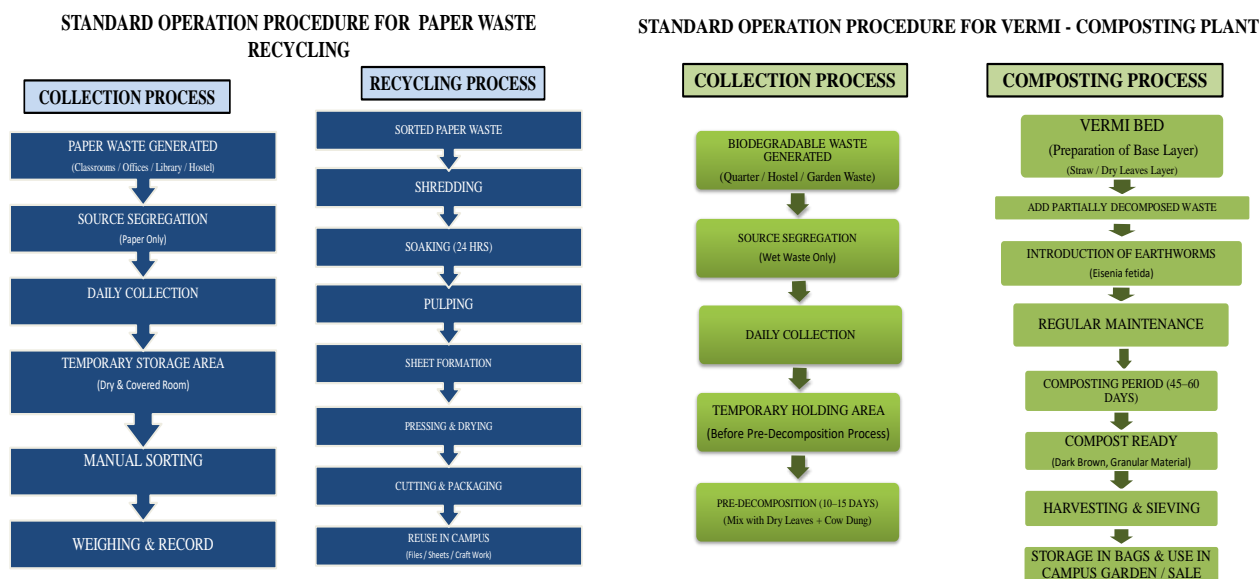 STANDARD OPERATION PROCEDURE FOR PAPER WASTE
RECYCLING
COLLECTION PROCESS
PAPER WASTE GENERATED
(Classrooms / Offices / Library / Hostel)
SOURCE SEGREGATION
(Paper Only)
DAILY COLLECTION
TEMPORARY STORAGE AREA
(Dry & Covered Room)
MANUAL SORTING
WEIGHING & RECORD
RECYCLING PROCESS
SORTED PAPER WASTE
SHREDDING
SOAKING (24 HRS)
PULPING
SHEET FORMATION
PRESSING & DRYING
CUTTING & PACKAGING
REUSE IN CAMPUS
(Files / Sheets / Craft Work)
STANDARD OPERATION PROCEDURE FOR VERMI - COMPOSTING PLANT
COLLECTION PROCESS
BIODEGRADABLE WASTE
GENERATED
(Quarter / Hostel / Garden Waste)
SOURCE SEGREGATION
(Wet Waste Only)
DAILY COLLECTION
TEMPORARY HOLDING AREA
(Before Pre-Decomposition Process)
PRE-DECOMPOSITION (10–15 DAYS)
(Mix with Dry Leaves + Cow Dung)
COMPOSTING PROCESS
VERMI BED
(Preparation of Base Layer)
(Straw / Dry Leaves Layer)
ADD PARTIALLY DECOMPOSED WASTE
INTRODUCTION OF EARTHWORMS
(Eisenia fetida)
REGULAR MAINTENANCE
COMPOSTING PERIOD (45–60
DAYS)
COMPOST READY
(Dark Brown, Granular Material)
HARVESTING & SIEVING
STORAGE IN BAGS & USE IN
CAMPUS GARDEN / SALE